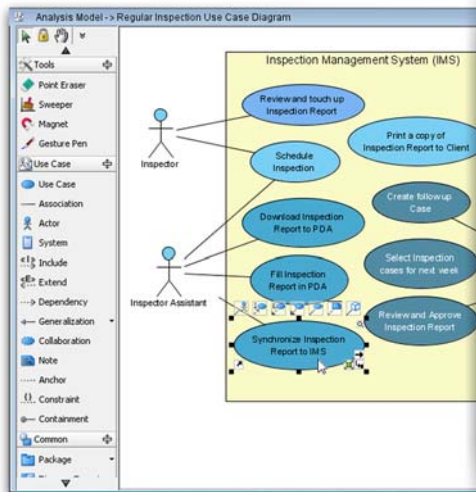 Analysis Model -> Regular Inspection Use Case Diagram
Tools
Point Eraser
Sweeper
Magnet
Gesture Pen
Use Case
Use Case
Association
Actor
System
Include
Extend
Dependency
Generalization
Collaboration
Note
Anchor
Constraint
Containment
Common
Package
Inspection Management System (IMS)
Review and touch up
Inspection Report
Print a copy of
Inspection Report to Client
Inspector
Schedule
Inspection
Create follow up
Case
Download Inspection
Report to PDA
Select Inspection
cases for next week
Fill Inspection
Report in PDA
Inspector Assistant
Review and Approve
Inspection Report
Synchronize Inspection
Report to IMS